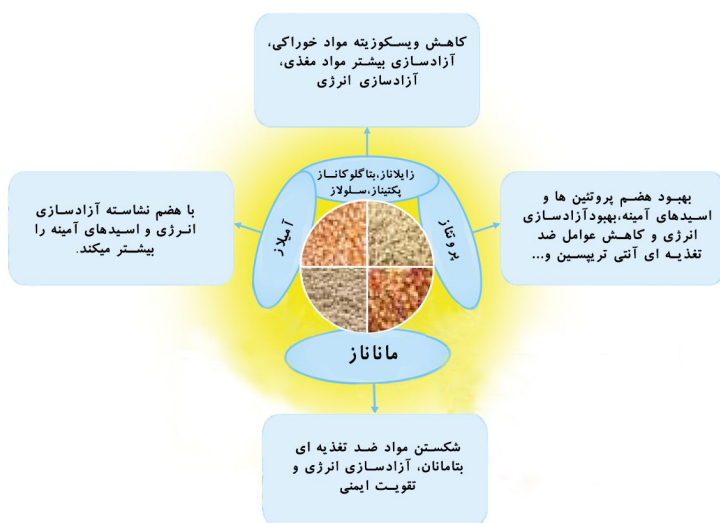 کاهش ویسکوزیته مواد خوراکی،
آزادسازی بیشتر مواد مغذی،
آزادسازی انرژی
زایلاناز،بتاگلوکاناز
پکتیناز،سلولاز
بهبود هضم پروتئین ها و
اسیدهای آمینه،بهبودآزادسازی
انرژی و کاهش عوامل ضد
تغذیه ای آنتی تریپسین و...
پروتئاز
آمیلاز
با هضم نشاسته آزادسازی
انرژی و اسیدهای آمینه را
بیشتر میکند.
ماناناز
شکستن مواد ضد تغذیه ای
بتامانان، آزادسازی انرژی و
تقویت ایمنی